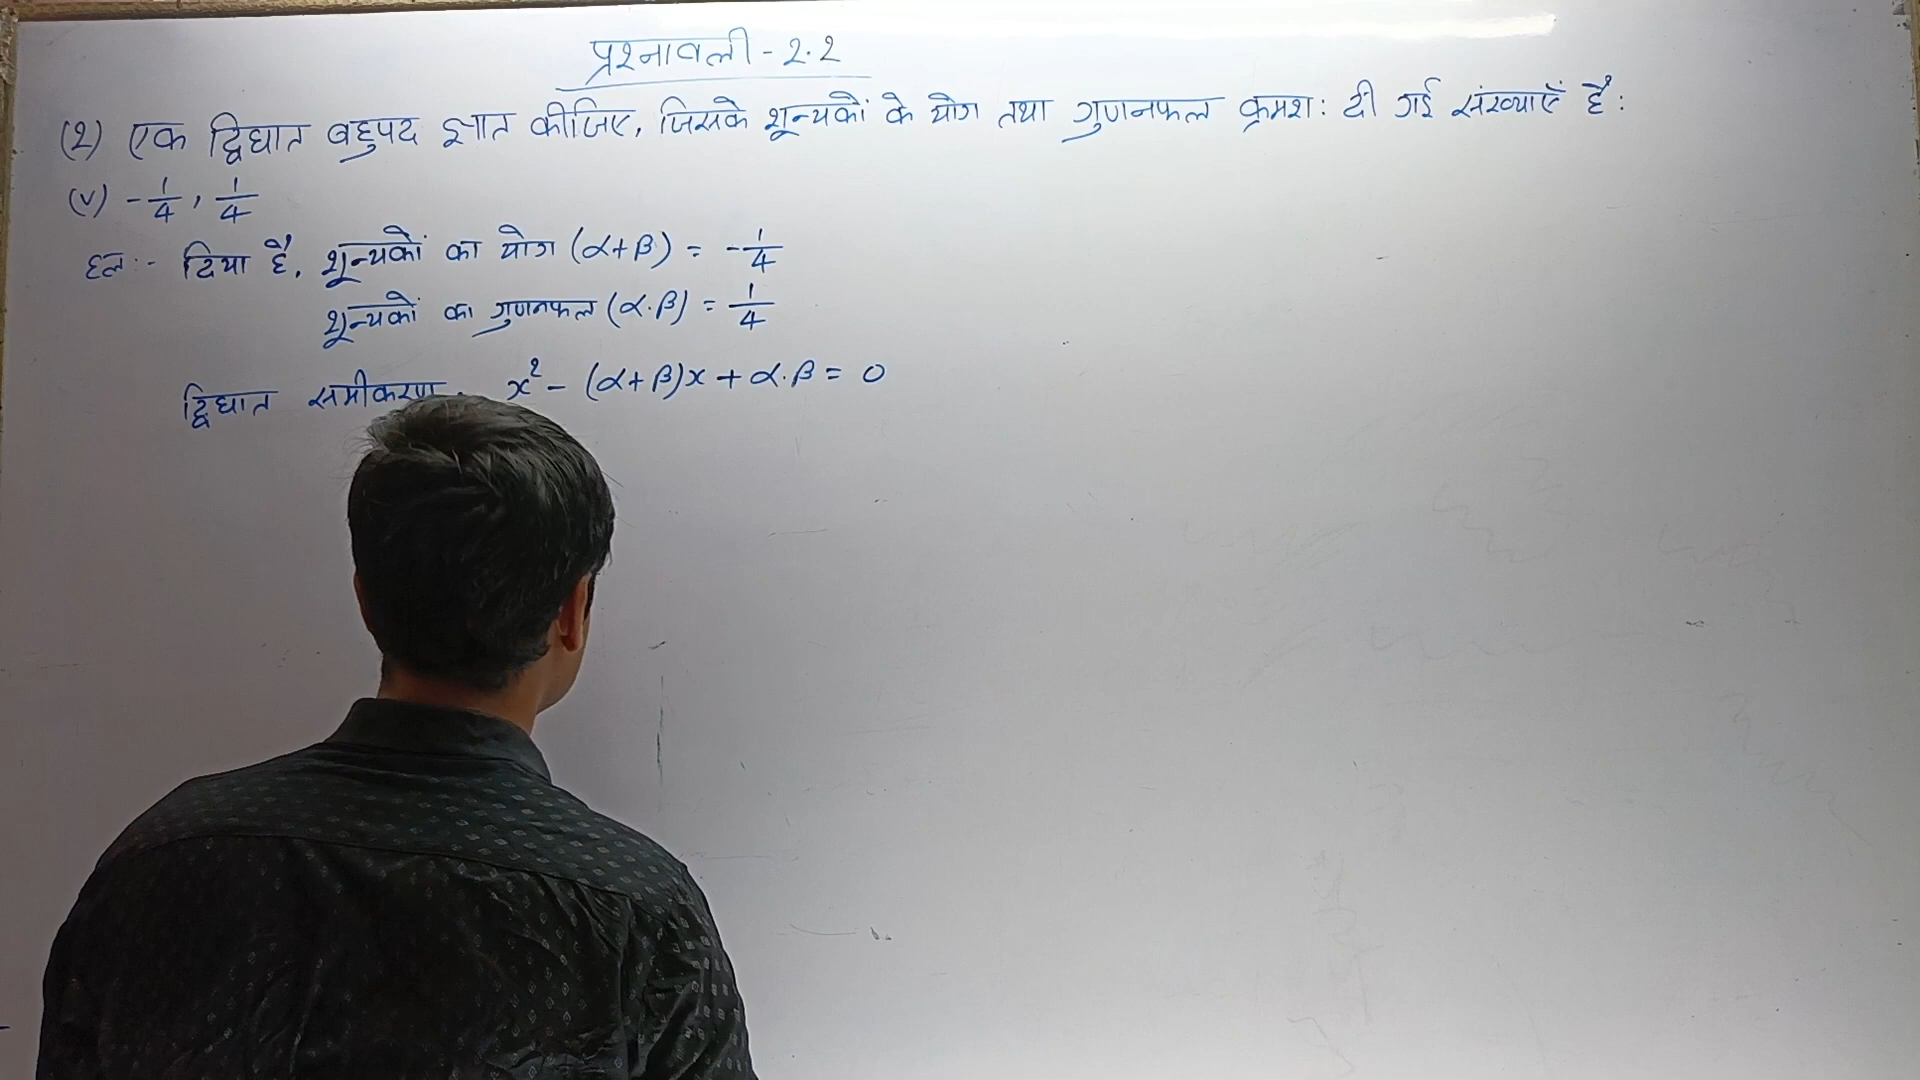 प्रश्नावली - 2.2
(2) एक द्विघात बहुपद ज्ञात कीजिए, जिसके शून्यकों के योग तथा गुणनफल क्रमशः दी गई संख्याएँ हैं :
(v) -1/4, 1/4
हल :- दिया है, शून्यकों का योग (α+β) = -1/4
शून्यकों का गुणनफल (α.β) = 1/4
द्विघात समीकरण - x² - (α+β)x + α.β = 0